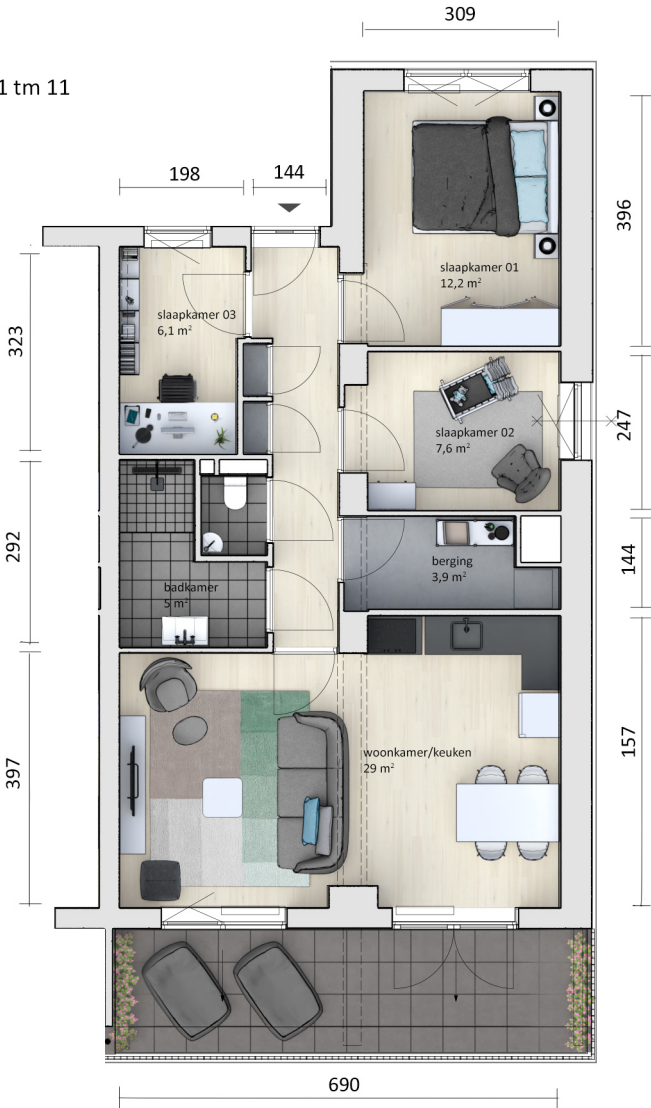 309
1 tm 11
198
144
396
slaapkamer 01
12,2 m²
slaapkamer 03
6,1 m²
323
247
slaapkamer 02
7,6 m²
292
144
berging
3,9 m²
badkamer
5 m²
woonkamer/keuken
29 m²
157
397
690